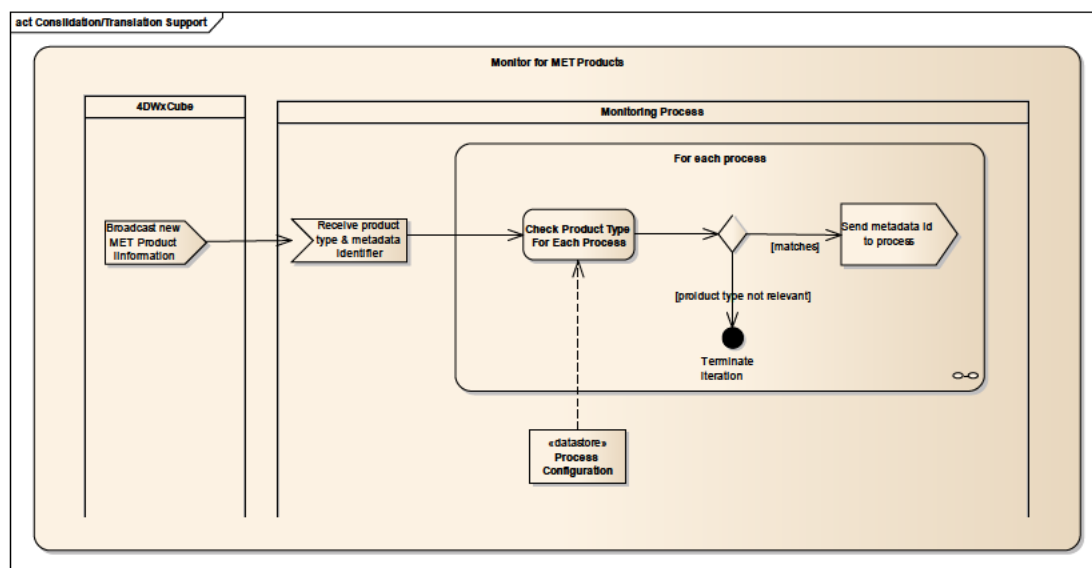 act Consilidation/Translation Support
Monitor for MET Products
4DWxCube
Monitoring Process
For each process
Broadcast new
MET Product
IInformation
Receive product
type & metadata
identifier
Check Product Type
For Each Process
[matches]
Send metadata id
to process
[proiduct type not relevant]
Terminate
iteration
«datastore»
Process
Configuration